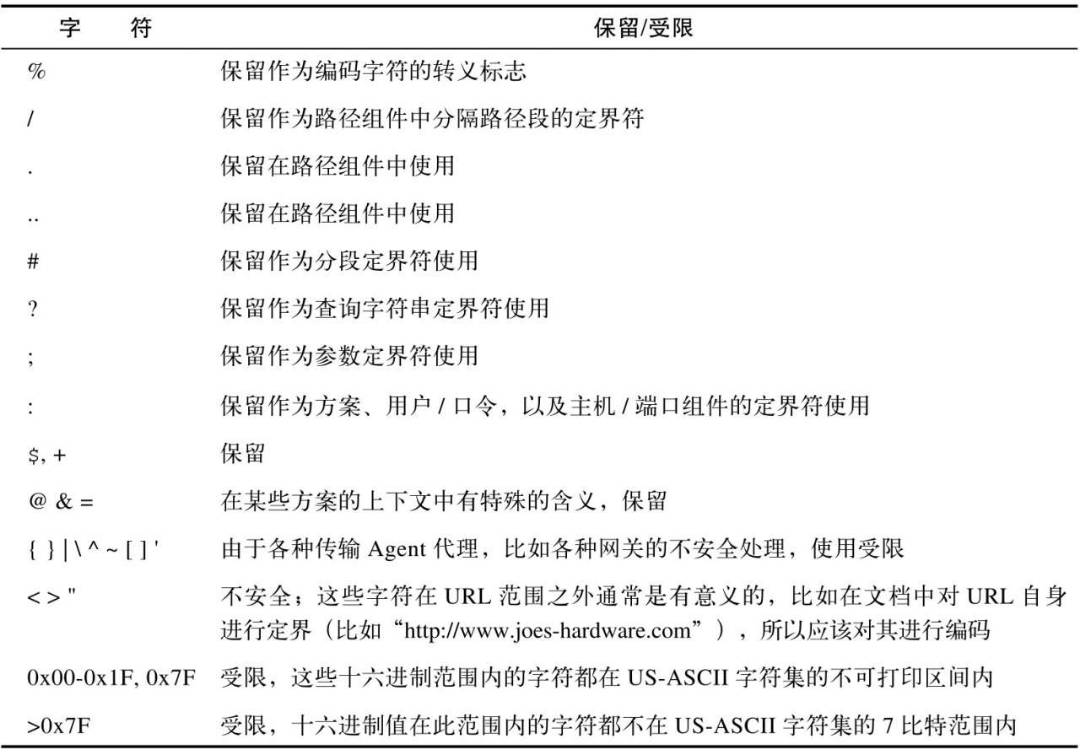 字 符 保留/受限
% 保留作为编码字符的转义标志
/ 保留作为路径组件中分隔路径段的定界符
. 保留在路径组件中使用
.. 保留在路径组件中使用
# 保留作为分段定界符使用
? 保留作为查询字符串定界符使用
; 保留作为参数定界符使用
: 保留作为方案、用户 / 口令，以及主机 / 端口组件的定界符使用
$, + 保留
@ & = 在某些方案的上下文中有特殊的含义，保留
{ } | \ ^ ~ [ ] ' 由于各种传输 Agent 代理，比如各种网关的不安全处理，使用受限
< > " 不安全；这些字符在 URL 范围之外通常是有意义的，比如在文档中对 URL 自身
进行定界（比如“http://www.joes-hardware.com”），所以应该对其进行编码
0x00-0x1F, 0x7F 受限，这些十六进制范围内的字符都在 US-ASCII 字符集的不可打印区间内
>0x7F 受限，十六进制值在此范围内的字符都不在 US-ASCII 字符集的 7 比特范围内